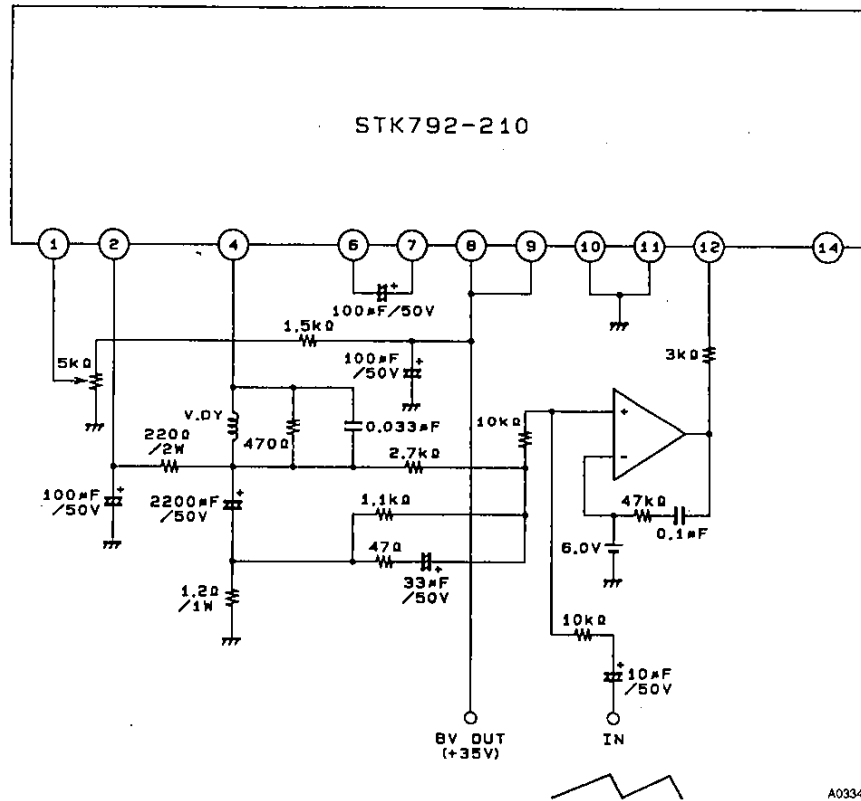 STK792-210
1 2 4 6 7 8 9 10 11 12 14
100μF/50V
1.5kΩ
5kΩ
100μF
/50V
3kΩ
V.DY
470Ω
0.033μF
10kΩ
+
−
220Ω
/2W
2.7kΩ
100μF
/50V
2200μF
/50V
1.1kΩ
47Ω
33μF
/50V
47kΩ
0.1μF
6.0V
1.2Ω
/1W
10kΩ
10μF
/50V
BV OUT
(+35V)
IN
A0334